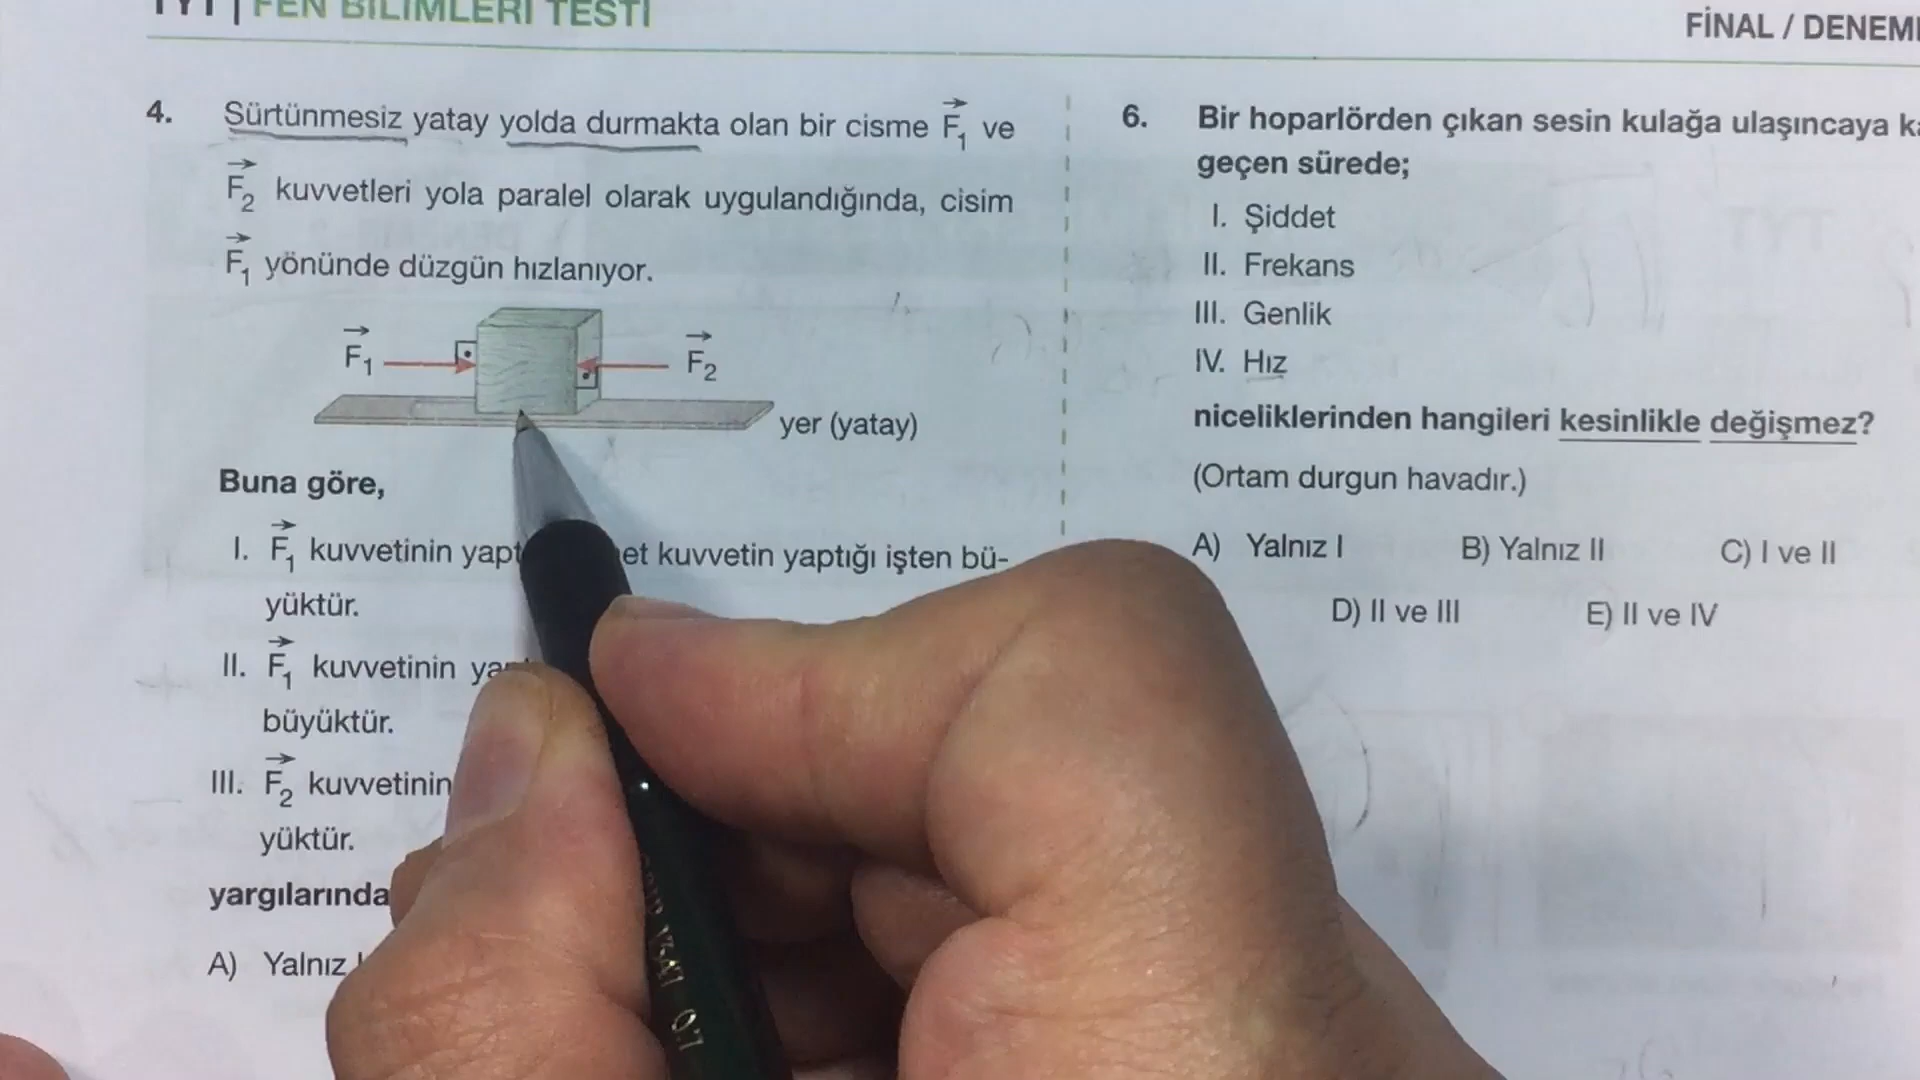 TYT | FEN BİLİMLERİ TESTİ
FİNAL / DENEME
4. Sürtünmesiz yatay yolda durmakta olan bir cisme F₁ ve
F₂ kuvvetleri yola paralel olarak uygulandığında, cisim
F₁ yönünde düzgün hızlanıyor.
F₁
F₂
yer (yatay)
Buna göre,
I. F₁ kuvvetinin kuvvetin yaptığı işten bü-
yüktür.
II. F₁ kuvvetinin
büyüktür.
III. F₂ kuvvetinin
yüktür.
A) Yalnız
6. Bir hoparlörden çıkan sesin kulağa ulaşıncaya
geçen sürede;
I. Şiddet
II. Frekans
III. Genlik
IV. Hız
niceliklerinden hangileri kesinlikle değişmez?
(Ortam durgun havadır.)
A) Yalnız I B) Yalnız II C) I ve II
D) II ve III E) II ve IV
0.7